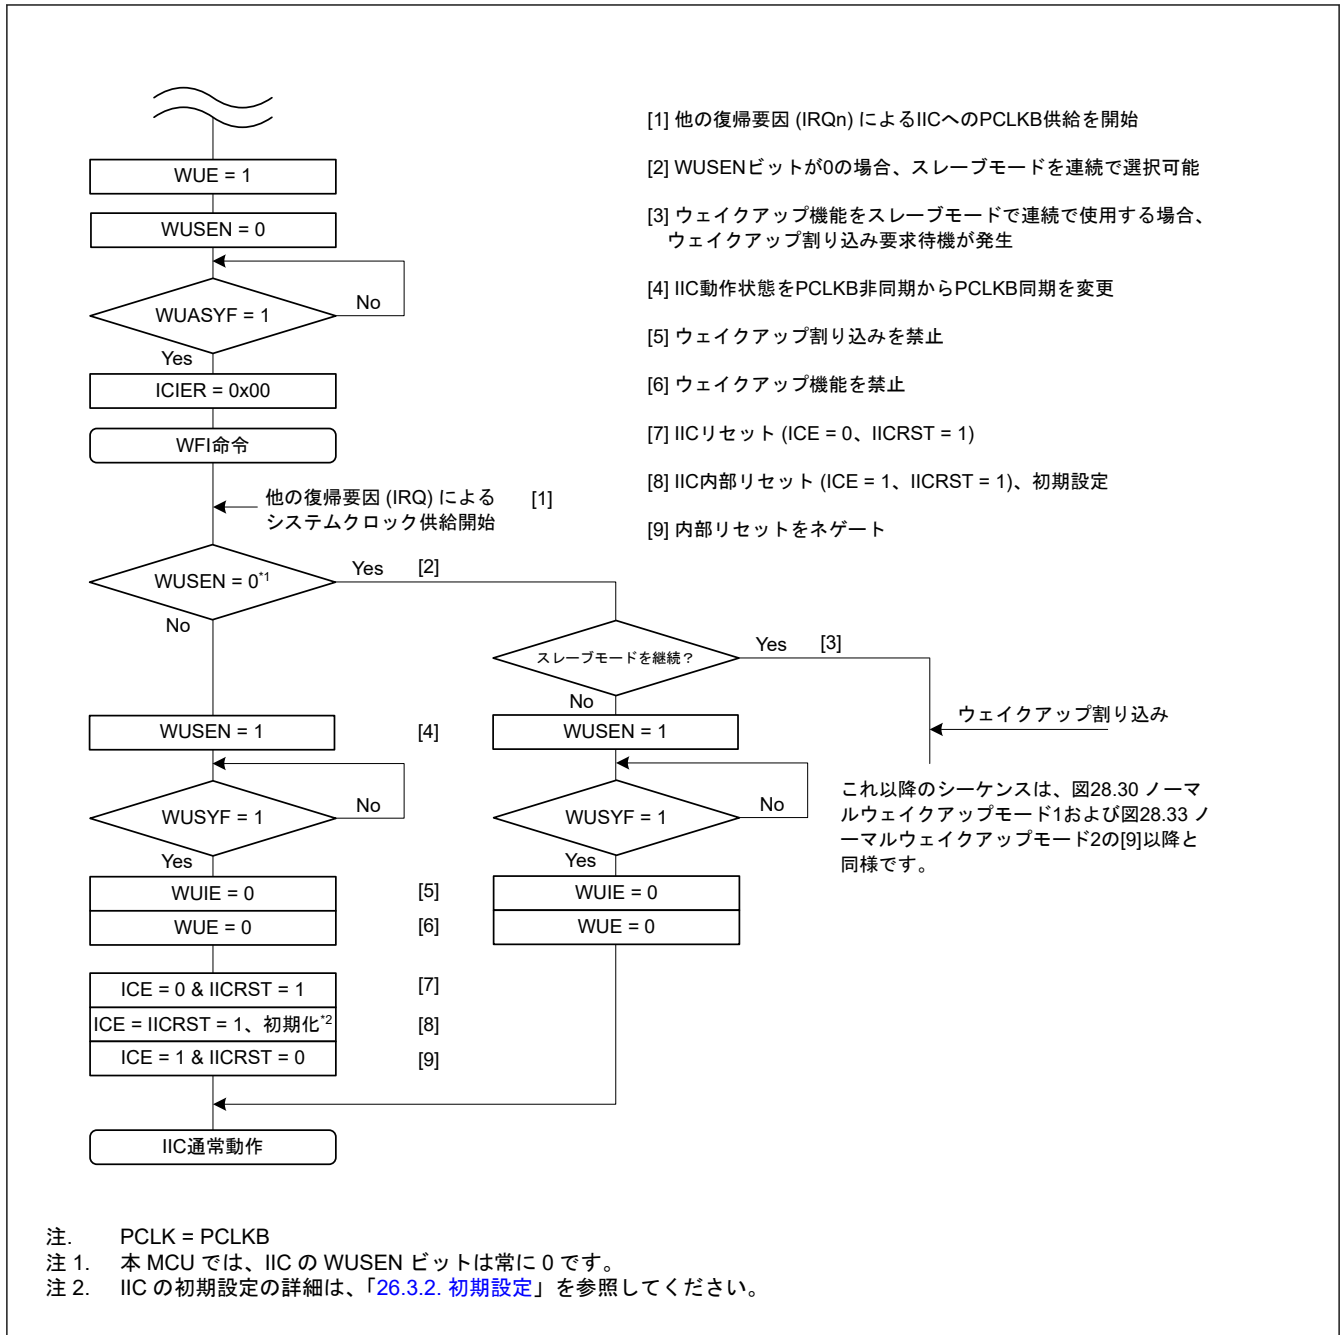 WUE = 1
WUSEN = 0
WUASYF = 1
No
Yes
ICIER = 0x00
WFI命令
他の復帰要因 (IRQ) による
システムクロック供給開始
[1]
WUSEN = 0*1
Yes
[2]
No
スレーブモードを継続？
Yes
[3]
No
ウェイクアップ割り込み
WUSEN = 1
[4]
WUSEN = 1
WUSYF = 1
No
Yes
WUSYF = 1
No
Yes
これ以降のシーケンスは、図28.30 ノーマ
ルウェイクアップモード1および図28.33 ノ
ーマルウェイクアップモード2の[9]以降と
同様です。
WUIE = 0
[5]
WUIE = 0
WUE = 0
[6]
WUE = 0
ICE = 0 & IICRST = 1
[7]
ICE = IICRST = 1、初期化*2
[8]
ICE = 1 & IICRST = 0
[9]
IIC通常動作
[1] 他の復帰要因 (IRQn) によるIICへのPCLKB供給を開始
[2] WUSENビットが0の場合、スレーブモードを連続で選択可能
[3] ウェイクアップ機能をスレーブモードで連続で使用する場合、
ウェイクアップ割り込み要求待機が発生
[4] IIC動作状態をPCLKB非同期からPCLKB同期を変更
[5] ウェイクアップ割り込みを禁止
[6] ウェイクアップ機能を禁止
[7] IICリセット (ICE = 0、IICRST = 1)
[8] IIC内部リセット (ICE = 1、IICRST = 1)、初期設定
[9] 内部リセットをネゲート
注. PCLK = PCLKB
注 1. 本 MCU では、IIC の WUSEN ビットは常に 0 です。
注 2. IIC の初期設定の詳細は、「26.3.2. 初期設定」を参照してください。